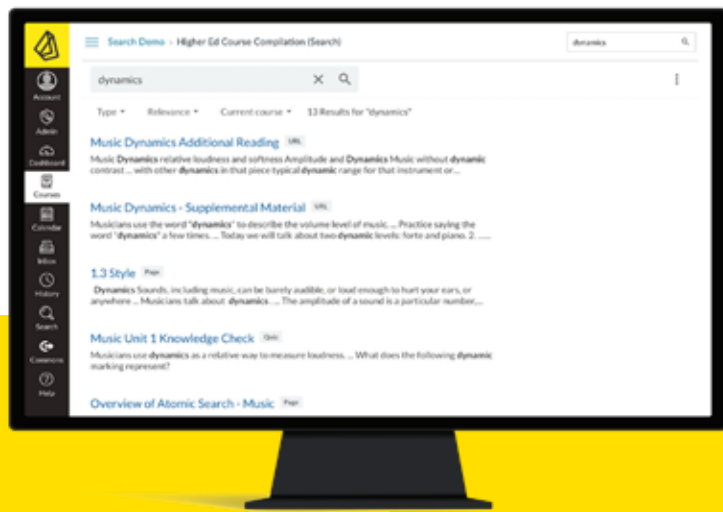 Search Demo › Higher Ed Course Compilation (Search)
dynamics
dynamics
Type
Relevance
Current course
13 Results for "dynamics"
Account
Admin
Dashboard
Courses
Calendar
Inbox
History
Search
Commons
Help
Music Dynamics Additional Reading URL
Music Dynamics relative loudness and softness Amplitude and Dynamics Music without dynamic
contrast ... with other dynamics in that piece typical dynamic range for that instrument or...
Music Dynamics - Supplemental Material URL
Musicians use the word "dynamics" to describe the volume level of music. ... Practice saying the
word "dynamics" a few times. ... Today we will talk about two dynamic levels: forte and piano. 2. ......
1.3 Style Page
Dynamics Sounds, including music, can be barely audible, or loud enough to hurt your ears, or
anywhere ... Musicians talk about dynamics. ... The amplitude of a sound is a particular number,...
Music Unit 1 Knowledge Check Quiz
Musicians use dynamics as a relative way to measure loudness. ... What does the following dynamic
marking represent?
Overview of Atomic Search - Music Page